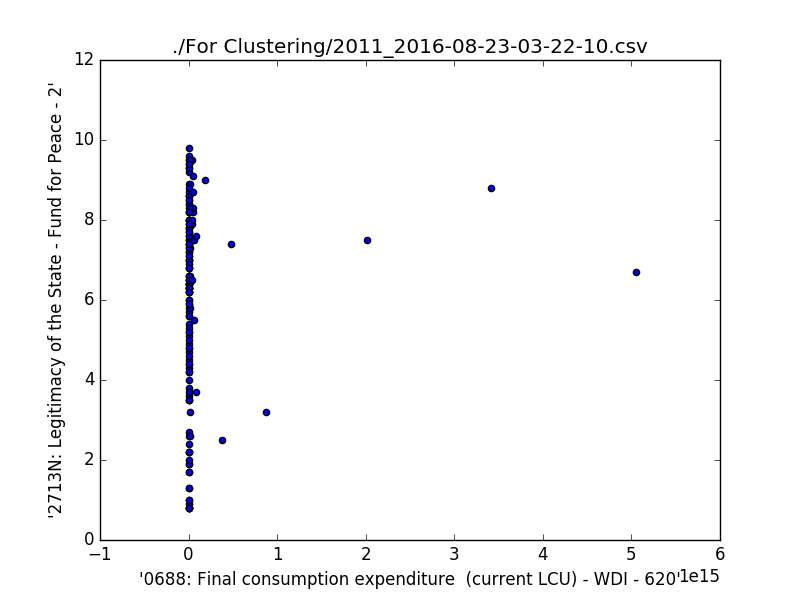 ./For Clustering/2011_2016-08-23-03-22-10.csv
12
10
8
6
4
2
0
'2713N: Legitimacy of the State - Fund for Peace - 2'
−1 0 1 2 3 4 5 6
1e15
'0688: Final consumption expenditure  (current LCU) - WDI - 620'